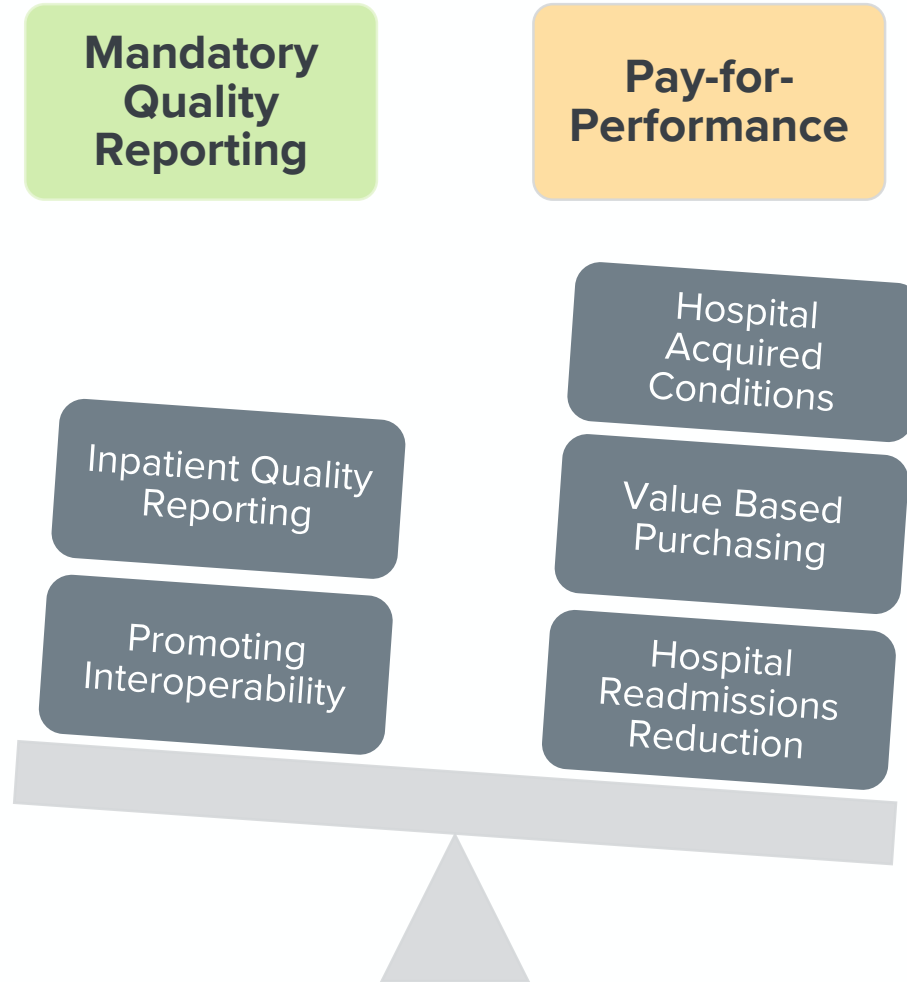 Mandatory
Quality
Reporting
Pay-for-
Performance
Inpatient Quality
Reporting
Promoting
Interoperability
Hospital
Acquired
Conditions
Value Based
Purchasing
Hospital
Readmissions
Reduction